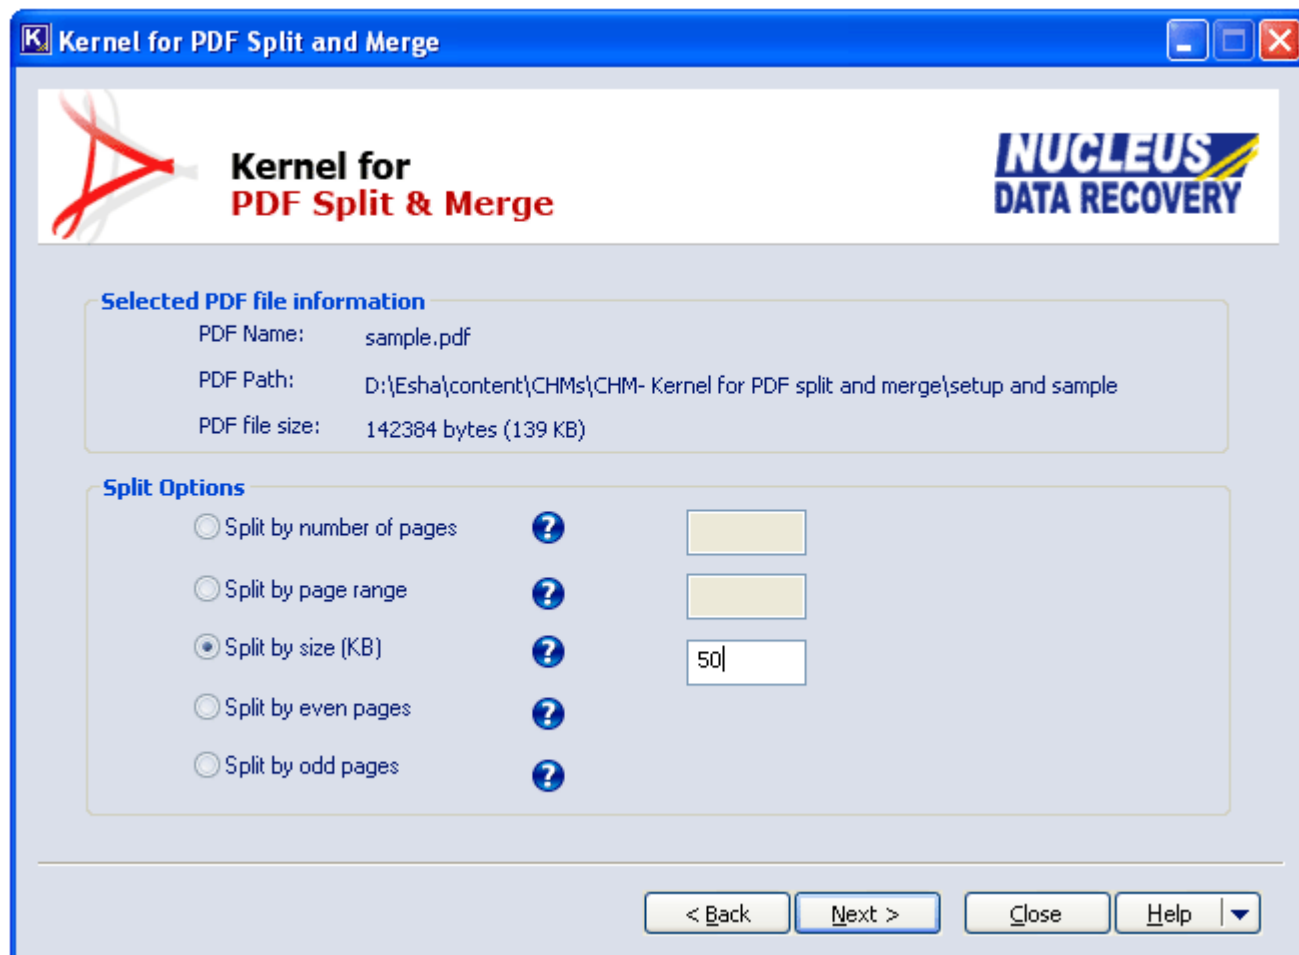 Kernel for PDF Split and Merge
Kernel for
PDF Split & Merge
NUCLEUS
DATA RECOVERY
Selected PDF file information
PDF Name: sample.pdf
PDF Path: D:\Esha\content\CHMs\CHM- Kernel for PDF split and merge\setup and sample
PDF file size: 142384 bytes (139 KB)
Split Options
Split by number of pages ?
Split by page range ?
Split by size (KB) ? 50
Split by even pages ?
Split by odd pages ?
< Back Next > Close Help